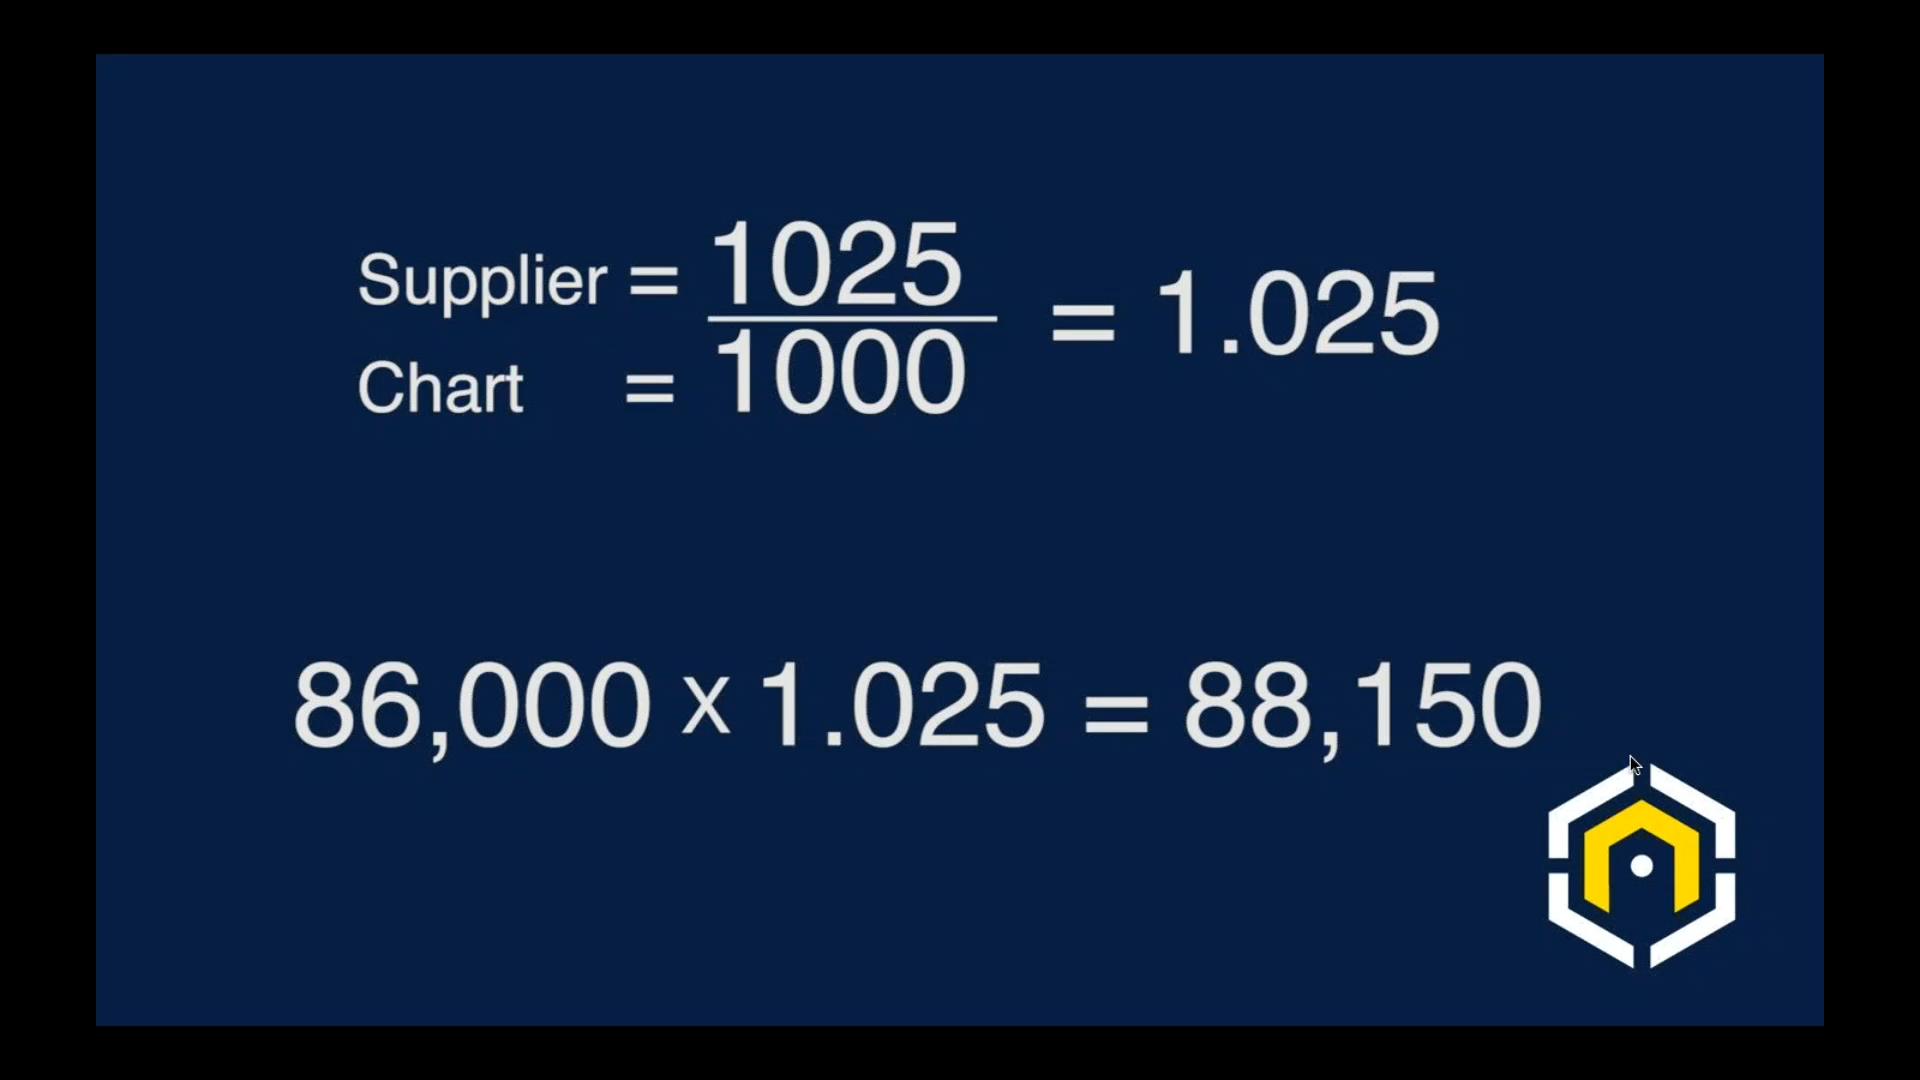 Supplier = 1025 = 1.025
Chart = 1000
86,000 x 1.025 = 88,150